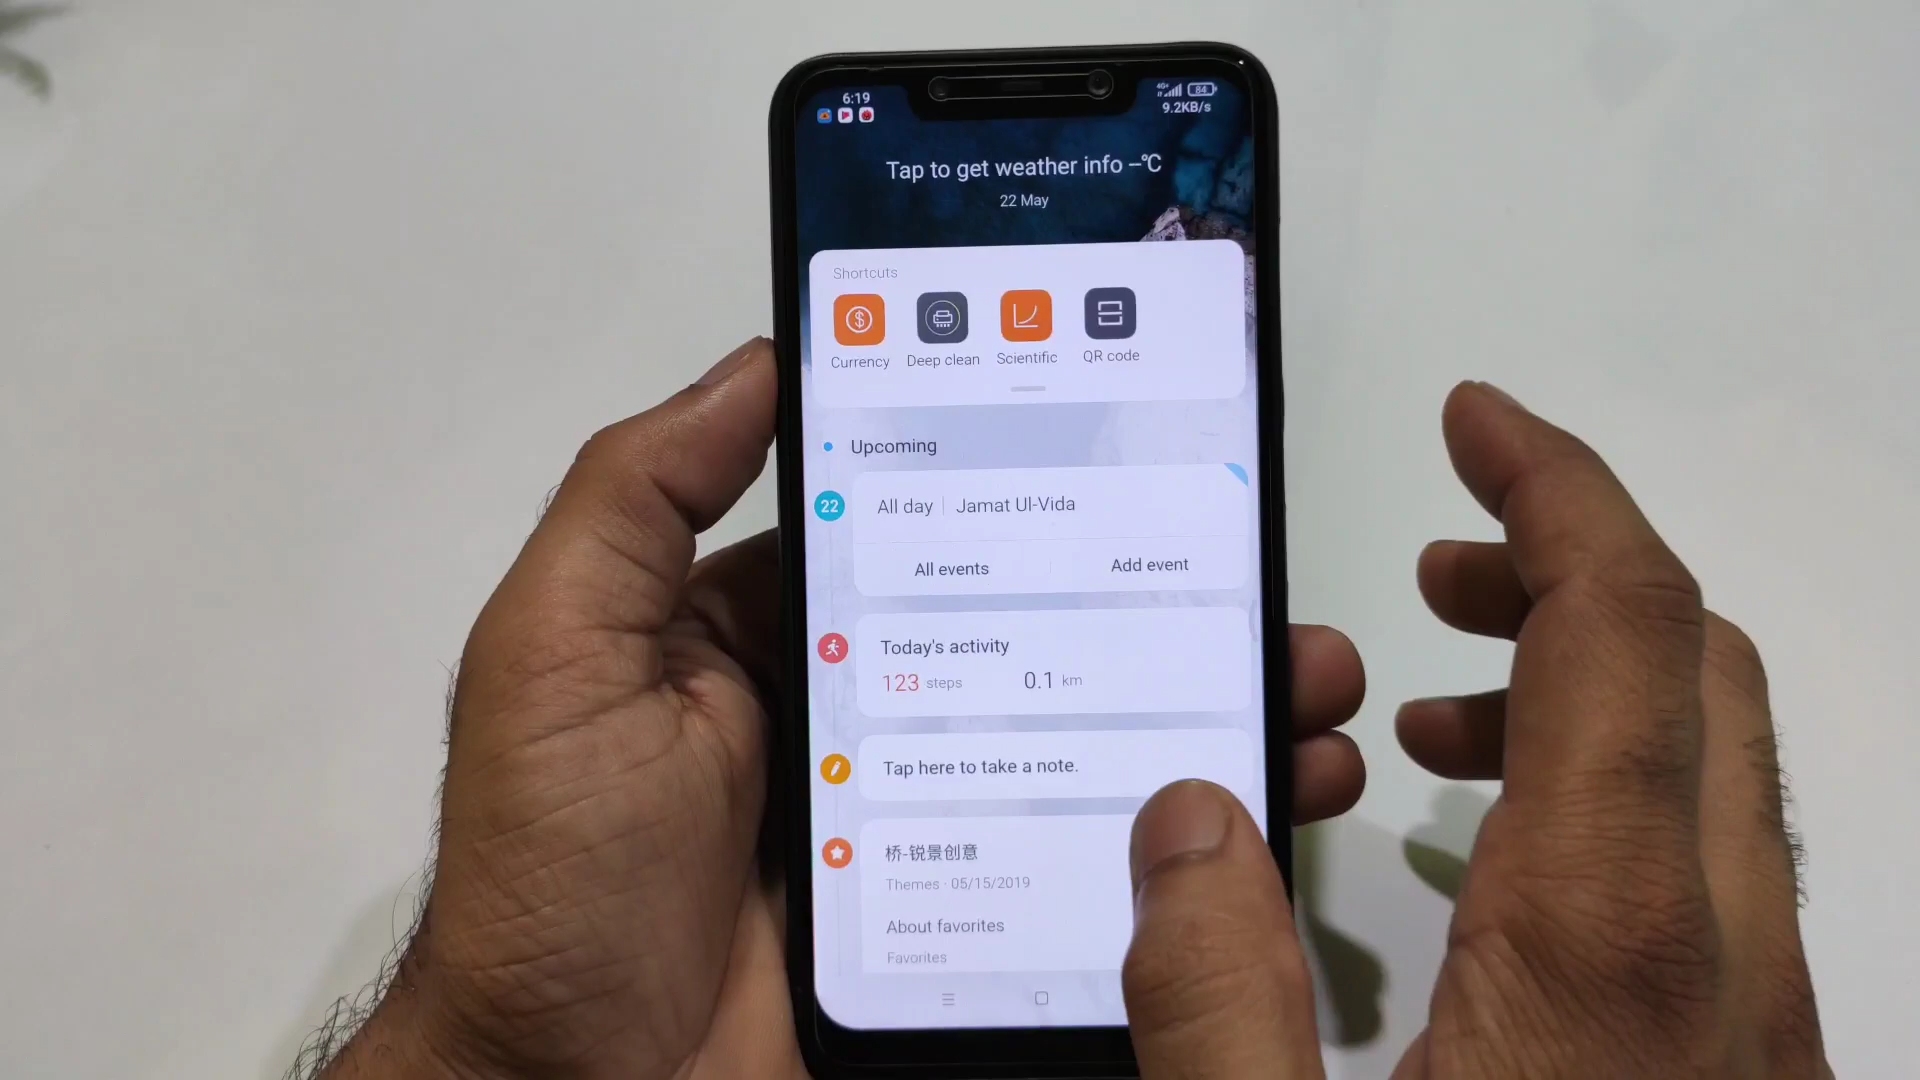 6:19
4G+
84
9.2KB/s
Tap to get weather info –°C
22 May
Shortcuts
Currency
Deep clean
Scientific
QR code
Upcoming
22
All day
Jamat Ul-Vida
All events
Add event
Today's activity
123 steps
0.1 km
Tap here to take a note.
桥-锐景创意
Themes · 05/15/2019
About favorites
Favorites